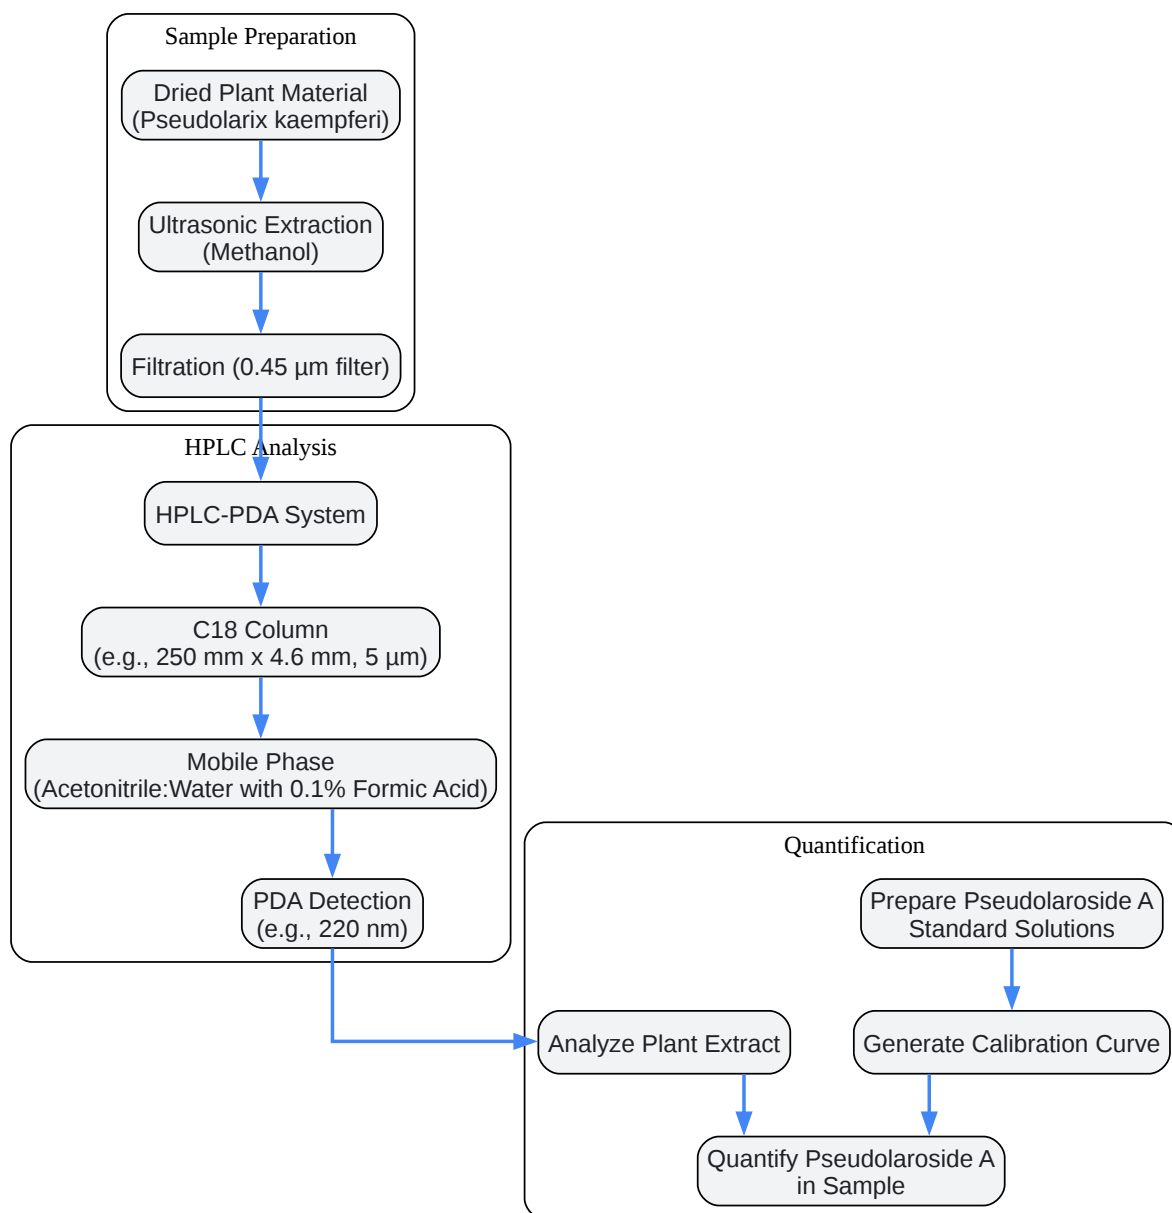 Sample Preparation
Dried Plant Material
(Pseudolarix kaempferi)
Ultrasonic Extraction
(Methanol)
Filtration (0.45 µm filter)
HPLC Analysis
HPLC-PDA System
C18 Column
(e.g., 250 mm x 4.6 mm, 5 µm)
Mobile Phase
(Acetonitrile:Water with 0.1% Formic Acid)
PDA Detection
(e.g., 220 nm)
Quantification
Prepare Pseudolaroside A
Standard Solutions
Analyze Plant Extract
Generate Calibration Curve
Quantify Pseudolaroside A
in Sample